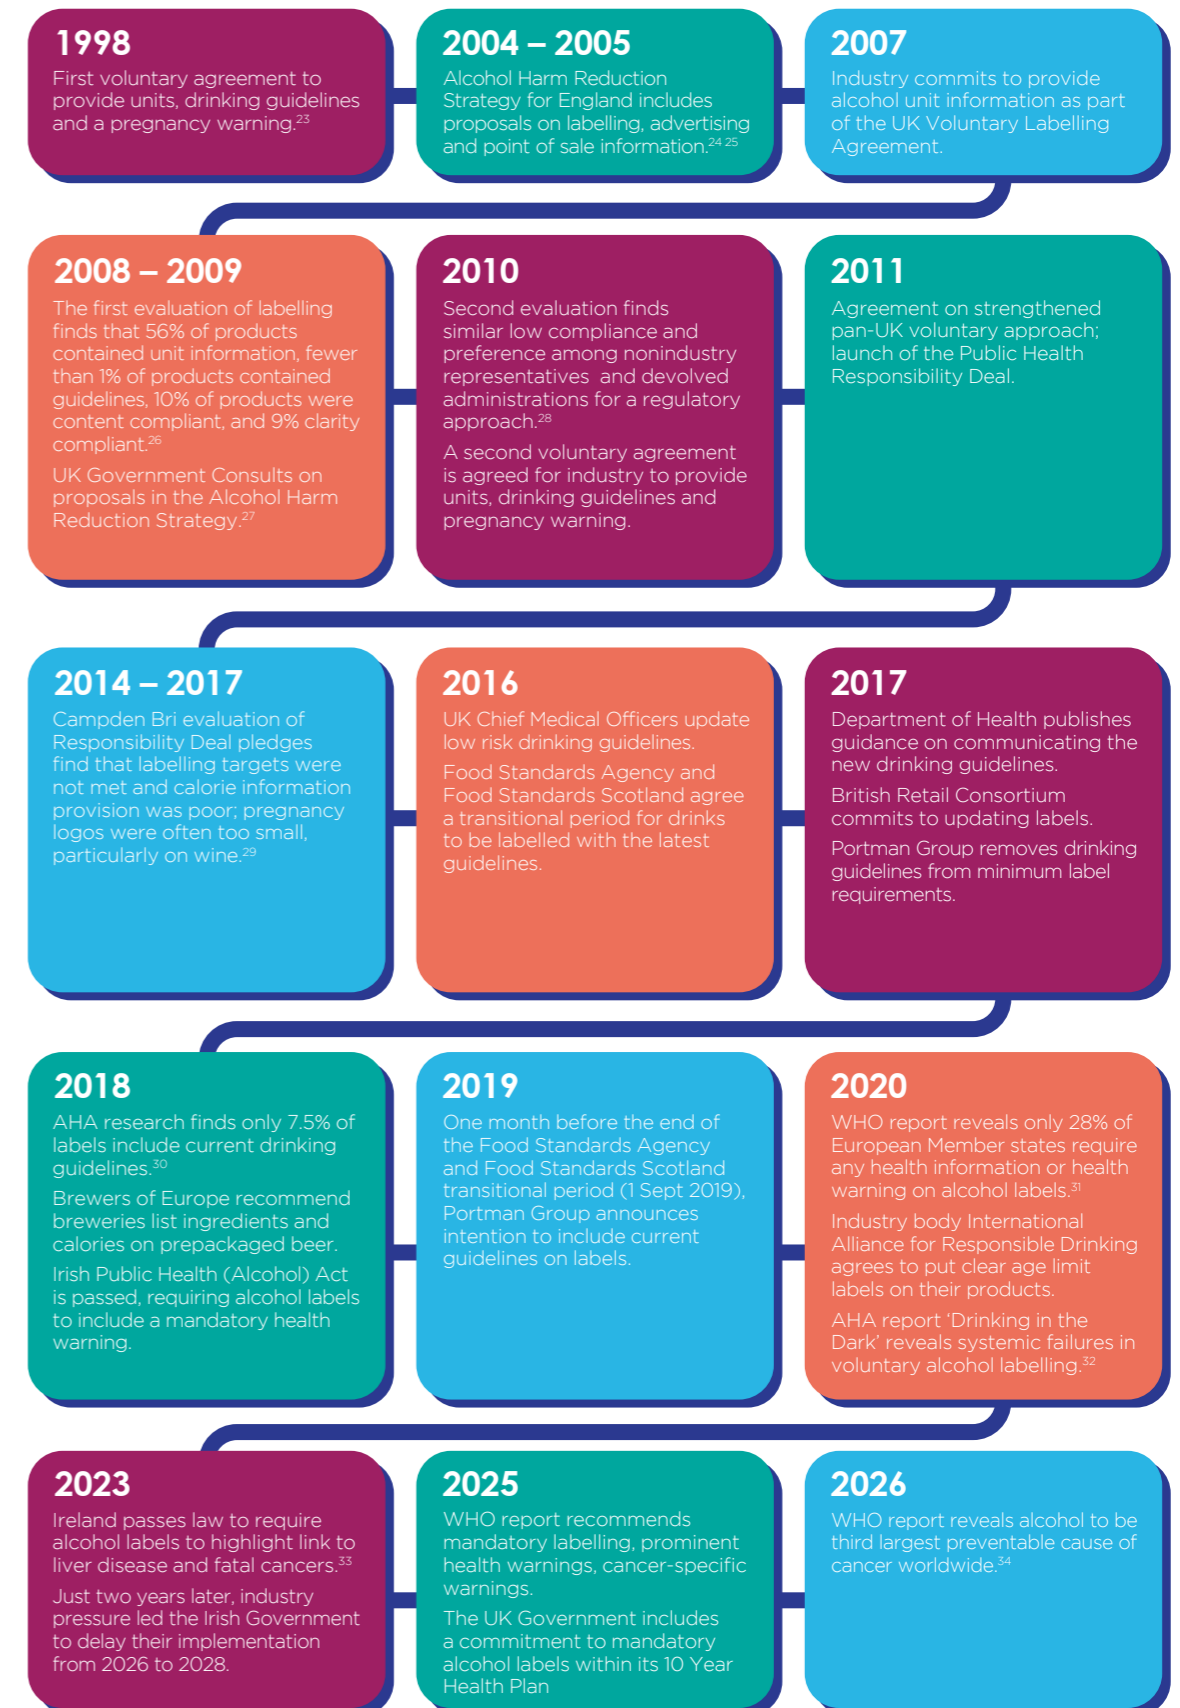 1998
First voluntary agreement to
provide units, drinking guidelines
and a pregnancy warning.23
2004 – 2005
Alcohol Harm Reduction
Strategy for England includes
proposals on labelling, advertising
and point of sale information.24 25
2007
Industry commits to provide
alcohol unit information as part
of the UK Voluntary Labelling
Agreement.
2008 – 2009
The first evaluation of labelling
finds that 56% of products
contained unit information, fewer
than 1% of products contained
guidelines, 10% of products were
content compliant, and 9% clarity
compliant.26
UK Government Consults on
proposals in the Alcohol Harm
Reduction Strategy.27
2010
Second evaluation finds
similar low compliance and
preference among nonindustry
representatives and devolved
administrations for a regulatory
approach.28
A second voluntary agreement
is agreed for industry to provide
units, drinking guidelines and
pregnancy warning.
2011
Agreement on strengthened
pan-UK voluntary approach;
launch of the Public Health
Responsibility Deal.
2014 – 2017
Campden Bri evaluation of
Responsibility Deal pledges
find that labelling targets were
not met and calorie information
provision was poor; pregnancy
logos were often too small,
particularly on wine.29
2016
UK Chief Medical Officers update
low risk drinking guidelines.
Food Standards Agency and
Food Standards Scotland agree
a transitional period for drinks
to be labelled with the latest
guidelines.
2017
Department of Health publishes
guidance on communicating the
new drinking guidelines.
British Retail Consortium
commits to updating labels.
Portman Group removes drinking
guidelines from minimum label
requirements.
2018
AHA research finds only 7.5% of
labels include current drinking
guidelines.30
Brewers of Europe recommend
breweries list ingredients and
calories on prepackaged beer.
Irish Public Health (Alcohol) Act
is passed, requiring alcohol labels
to include a mandatory health
warning.
2019
One month before the end of
the Food Standards Agency
and Food Standards Scotland
transitional period (1 Sept 2019),
Portman Group announces
intention to include current
guidelines on labels.
2020
WHO report reveals only 28% of
European Member states require
any health information or health
warning on alcohol labels.31
Industry body International
Alliance for Responsible Drinking
agrees to put clear age limit
labels on their products.
AHA report ‘Drinking in the
Dark’ reveals systemic failures in
voluntary alcohol labelling.32
2023
Ireland passes law to require
alcohol labels to highlight link to
liver disease and fatal cancers.33
Just two years later, industry
pressure led the Irish Government
to delay their implementation
from 2026 to 2028.
2025
WHO report recommends
mandatory labelling, prominent
health warnings, cancer-specific
warnings.
The UK Government includes
a commitment to mandatory
alcohol labels within its 10 Year
Health Plan
2026
WHO report reveals alcohol to be
third largest preventable cause of
cancer worldwide.34